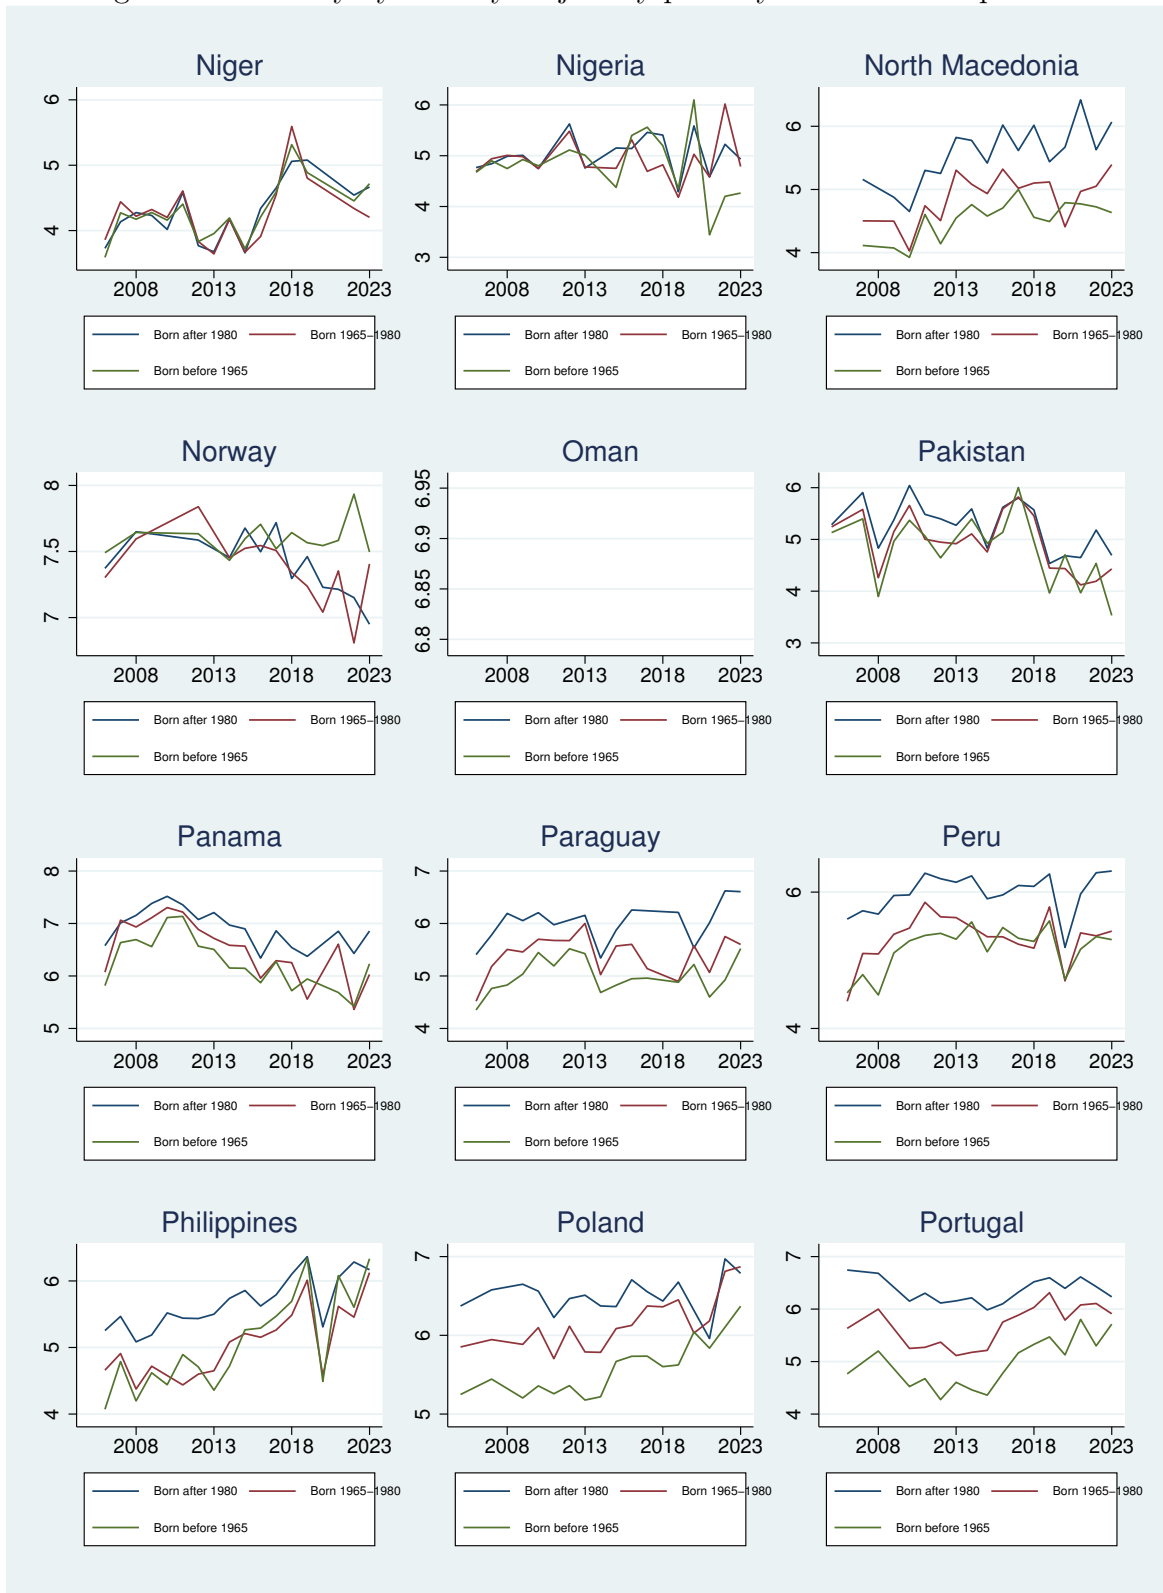 Niger
Nigeria
North Macedonia
4 5 6
3 4 5 6
4 5 6
2008 2013 2018 2023
2008 2013 2018 2023
2008 2013 2018 2023
Born after 1980 Born 1965–1980
Born before 1965
Born after 1980 Born 1965–1980
Born before 1965
Born after 1980 Born 1965–1980
Born before 1965
Norway
Oman
Pakistan
7 7.5 8
6.8 6.85 6.9 6.95
3 4 5 6
2008 2013 2018 2023
2008 2013 2018 2023
2008 2013 2018 2023
Born after 1980 Born 1965–1980
Born before 1965
Born after 1980 Born 1965–1980
Born before 1965
Born after 1980 Born 1965–1980
Born before 1965
Panama
Paraguay
Peru
5 6 7 8
4 5 6 7
4 6
2008 2013 2018 2023
2008 2013 2018 2023
2008 2013 2018 2023
Born after 1980 Born 1965–1980
Born before 1965
Born after 1980 Born 1965–1980
Born before 1965
Born after 1980 Born 1965–1980
Born before 1965
Philippines
Poland
Portugal
4 5 6
5 6 7
4 5 6 7
2008 2013 2018 2023
2008 2013 2018 2023
2008 2013 2018 2023
Born after 1980 Born 1965–1980
Born before 1965
Born after 1980 Born 1965–1980
Born before 1965
Born after 1980 Born 1965–1980
Born before 1965